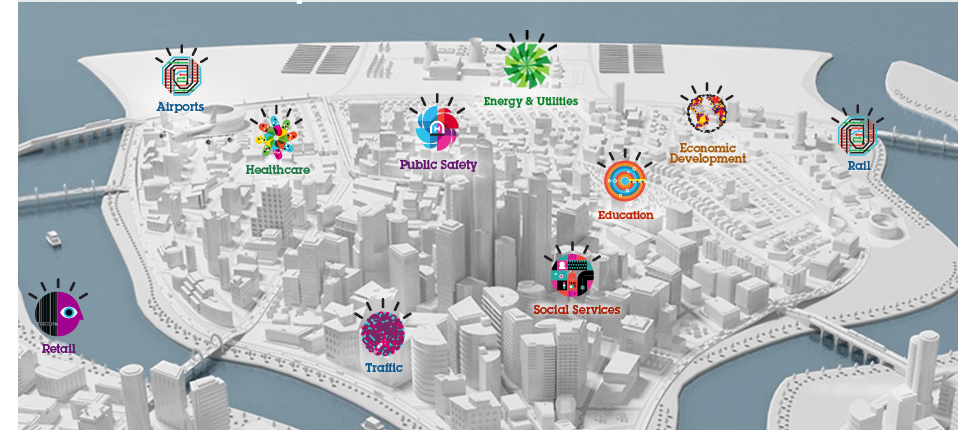 Airports
Energy & Utilities
Healthcare
Public Safety
Economic
Development
Rail
Education
Social Services
Retail
Traffic